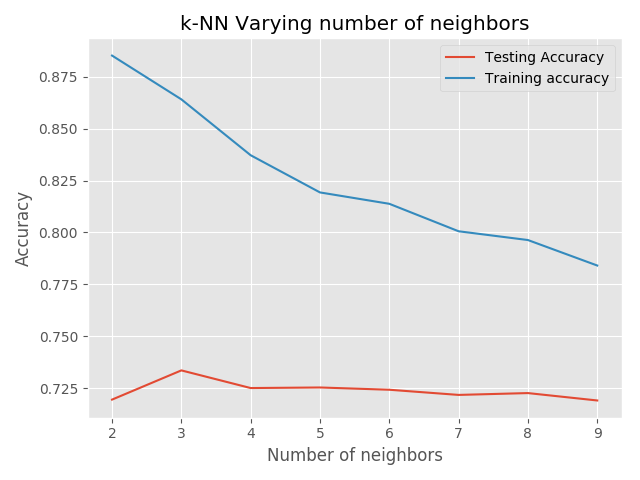 k-NN Varying number of neighbors
Testing Accuracy
Training accuracy
Accuracy
0.875
0.850
0.825
0.800
0.775
0.750
0.725
2 3 4 5 6 7 8 9
Number of neighbors